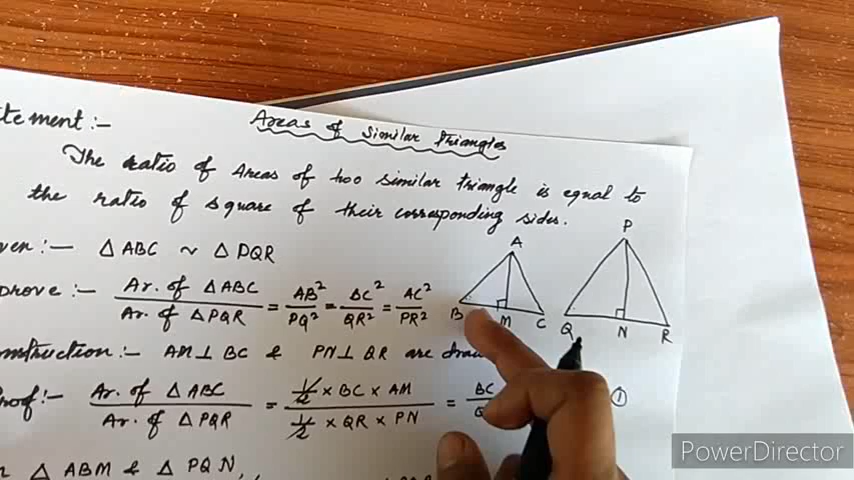 Areas of Similar triangles
tement:-
The ratio of Areas of two similar triangle is equal to
the ratio of square of their corresponding sides.
ven:- △ABC ~ △PQR
prove:- Ar. of △ABC / Ar. of △PQR = AB²/PQ² = BC²/QR² = AC²/PR²
A
B M C
P
Q N R
nstruction:- AM ⊥ BC & PN ⊥ QR are draw
roof:- Ar. of △ABC / Ar. of △PQR = 1/2 × BC × AM / 1/2 × QR × PN = BC / Q ①
△ABM & △PQN,
PowerDirector